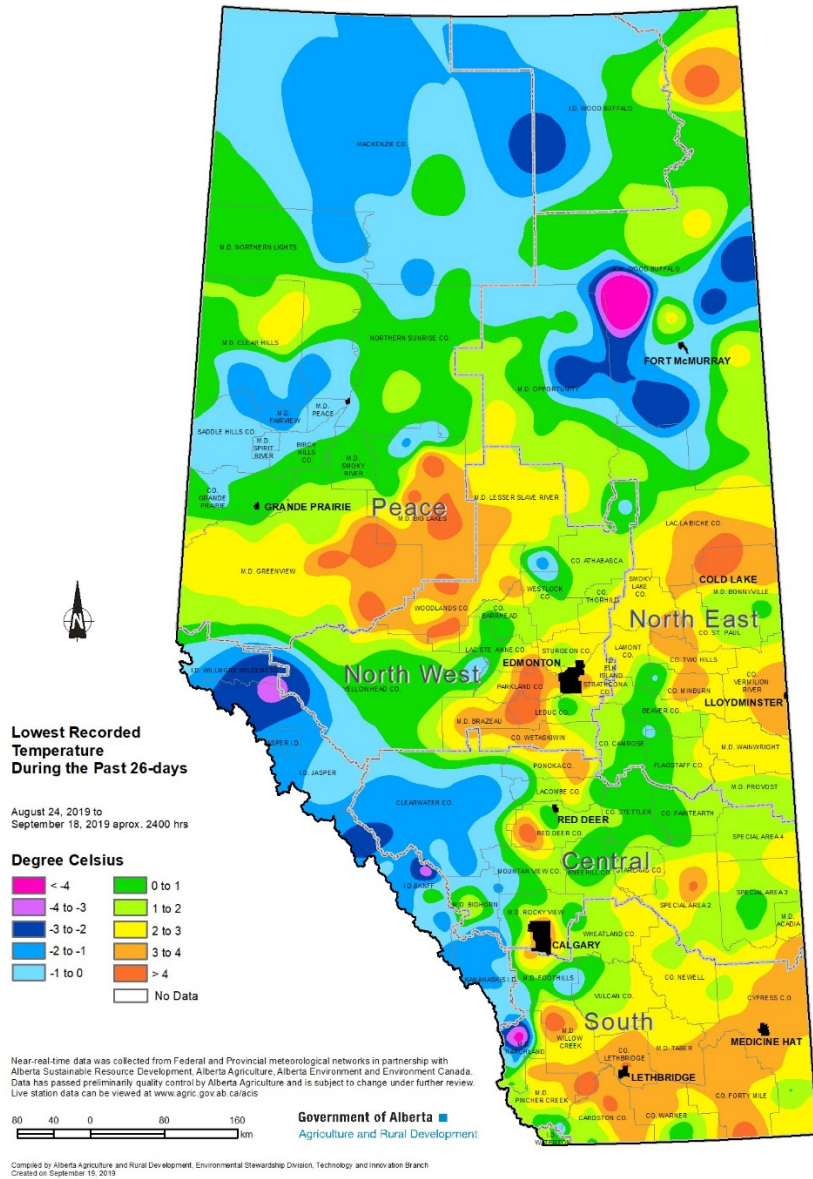 I.D. WOOD BUFFALO
MACKENZIE CO.
M.D. NORTHERN LIGHTS
R.M. WOOD BUFFALO
M.D. CLEAR HILLS
NORTHERN SUNRISE CO.
FORT McMURRAY
M.D. OPPORTUNITY
M.D. PEACE
M.D. FAIRVIEW
SADDLE HILLS CO.
M.D. SPIRIT RIVER
BIRCH HILLS CO.
M.D. SMOKY RIVER
CO. GRANDE PRAIRIE
GRANDE PRAIRIE
Peace
M.D. BIG LAKES
M.D. LESSER SLAVE RIVER
LAC LA BICHE CO.
M.D. GREENVIEW
CO. ATHABASCA
COLD LAKE
WESTLOCK CO.
CO. THORHILD
SMOKY LAKE CO.
M.D. BONNYVILLE
WOODLANDS CO.
CO. BARRHEAD
North East
CO. ST. PAUL
N
LAC STE. ANNE CO.
STURGEON CO.
LAMONT CO.
I.D. WILLMORE WILDERNESS
North West
EDMONTON
I.D. ELK ISLAND
CO. TWO HILLS
YELLOWHEAD CO.
PARKLAND CO.
STRATHCONA CO.
CO. MINBURN
CO. VERMILION RIVER
LEDUC CO.
BEAVER CO.
LLOYDMINSTER
M.D. BRAZEAU
CO. WETASKIWIN
CO. CAMROSE
M.D. WAINWRIGHT
JASPER I.D.
I.D. JASPER
PONOKA CO.
FLAGSTAFF CO.
M.D. PROVOST
CLEARWATER CO.
LACOMBE CO.
RED DEER
CO. STETTLER
CO. PAINTEARTH
RED DEER CO.
SPECIAL AREA 4
Central
MOUNTAIN VIEW CO.
KNEEHILL CO.
STARLAND CO.
I.D. BANFF
SPECIAL AREA 3
M.D. BIGHORN
M.D. ROCKY VIEW
SPECIAL AREA 2
M.D. ACADIA
WHEATLAND CO.
CALGARY
KANANASKIS I.D.
M.D. FOOTHILLS
CO. NEWELL
VULCAN CO.
CYPRESS CO.
South
M.D. RANCHLAND
M.D. WILLOW CREEK
MEDICINE HAT
CO. LETHBRIDGE
M.D. TABER
LETHBRIDGE
M.D. PINCHER CREEK
CO. FORTY MILE
CARDSTON CO.
CO. WARNER
Lowest Recorded
Temperature
During the Past 26-days
August 24, 2019 to
September 18, 2019 aprox. 2400 hrs
Degree Celsius
< -4
-4 to -3
-3 to -2
-2 to -1
-1 to 0
0 to 1
1 to 2
2 to 3
3 to 4
> 4
No Data
Near-real-time data was collected from Federal and Provincial meteorological networks in partnership with
Alberta Sustainable Resource Development, Alberta Agriculture, Alberta Environment and Environment Canada.
Data has passed preliminarily quality control by Alberta Agriculture and is subject to change under further review.
Live station data can be viewed at www.agric.gov.ab.ca/acis
80 40 0 80 160
km
Government of Alberta
Agriculture and Rural Development
Compiled by Alberta Agriculture and Rural Development, Environmental Stewardship Division, Technology and Innovation Branch
Created on September 19, 2019